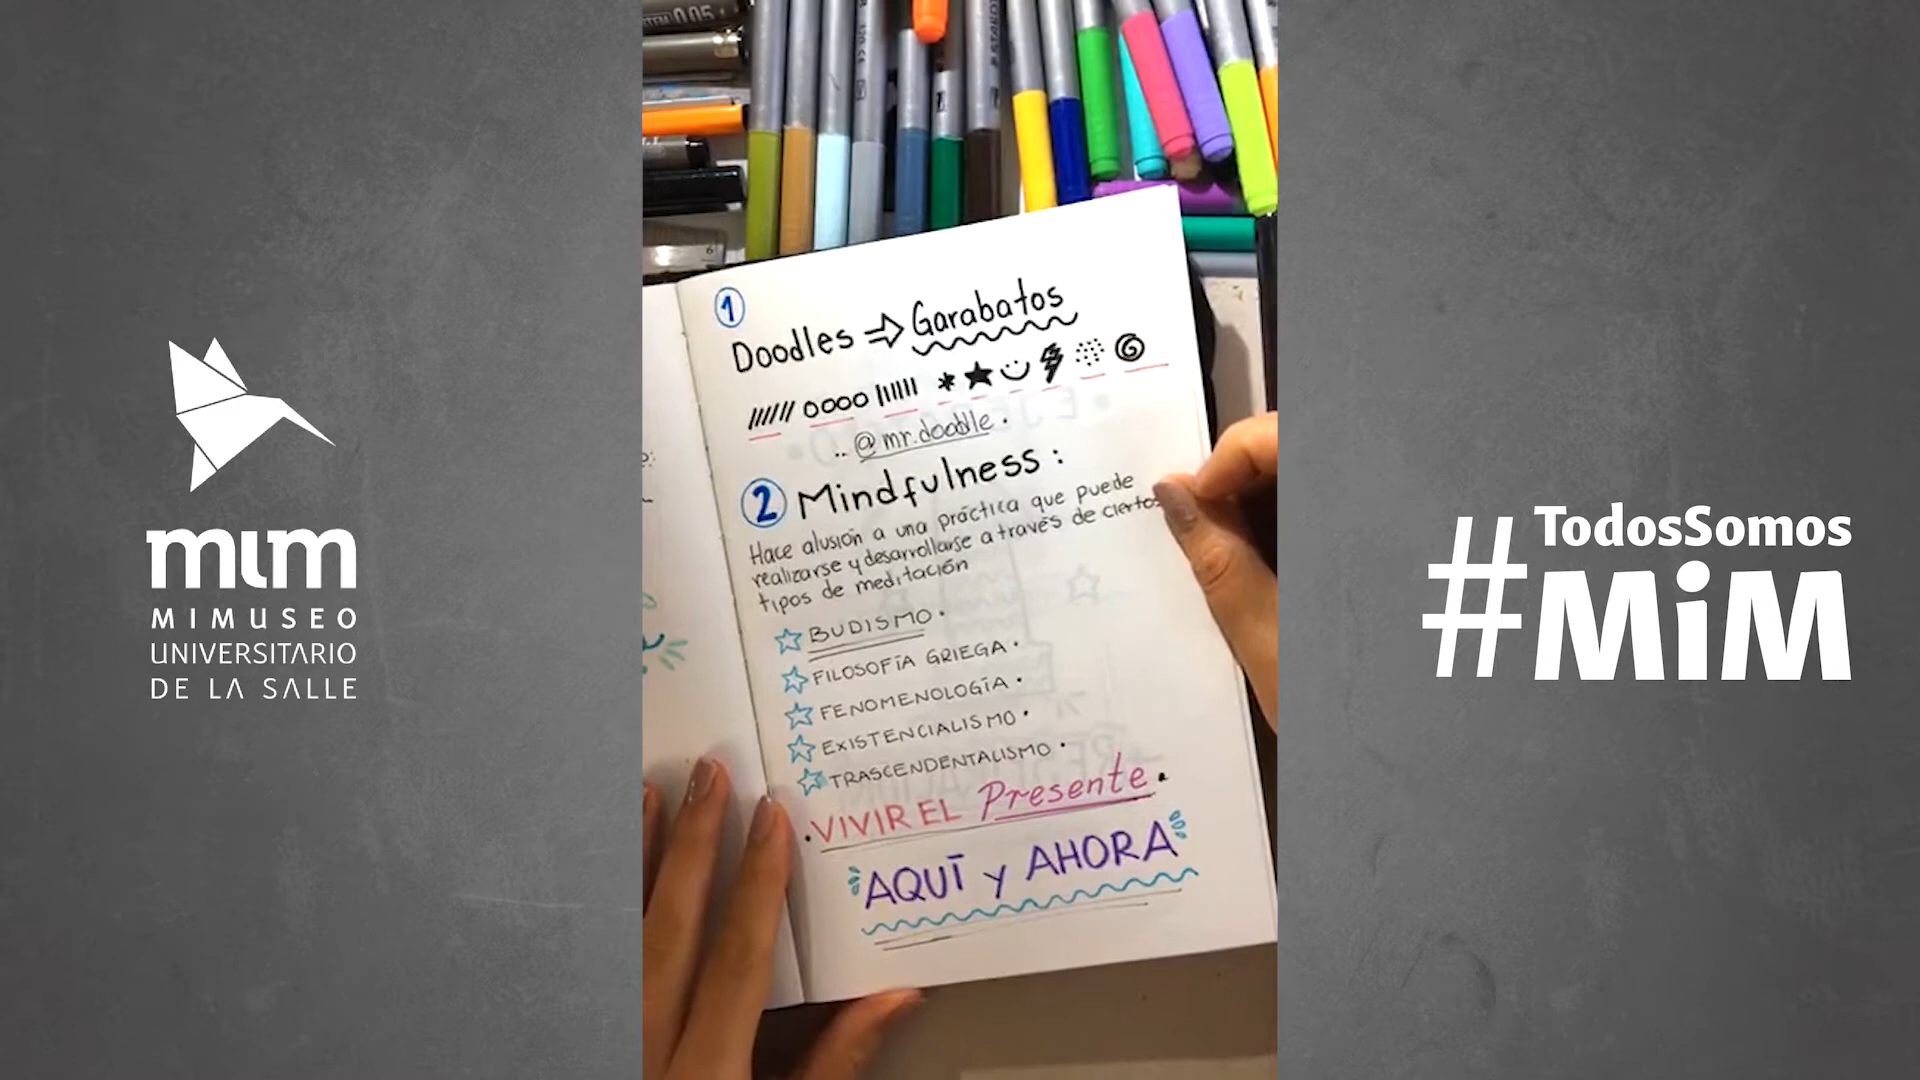 mim
MIMUSEO
UNIVERSITARIO
DE LA SALLE
0.05
1
Doodles ⇒ Garabatos
.. @mr.doodle.
2 Mindfulness:
Hace alusión a una práctica que puede
realizarse y desarrollarse a través de ciertos
tipos de meditación
BUDISMO.
FILOSOFÍA GRIEGA.
FENOMENOLOGÍA.
EXISTENCIALISMO.
TRASCENDENTALISMO.
.VIVIR EL Presente.
AQUÍ y AHORA
#TodosSomos
MiM